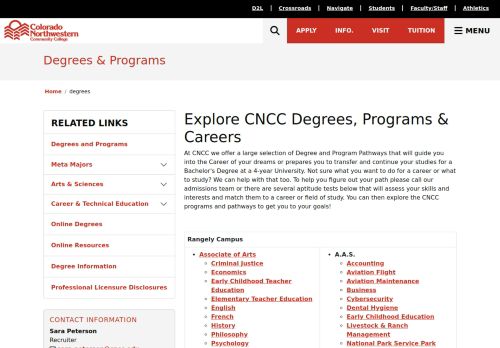 D2L | Crossroads | Navigate | Students | Faculty/Staff | Athletics
Colorado
Northwestern
Community College
APPLY INFO. VISIT TUITION MENU
Degrees & Programs
Home / degrees
RELATED LINKS
Degrees and Programs
Meta Majors
Arts & Sciences
Career & Technical Education
Online Degrees
Online Resources
Degree Information
Professional Licensure Disclosures
CONTACT INFORMATION
Sara Peterson
Recruiter
Explore CNCC Degrees, Programs &
Careers
At CNCC we offer a large selection of Degree and Program Pathways that will guide you
into the Career of your dreams or prepares you to transfer and continue your studies for a
Bachelor's Degree at a 4-year University. Not sure what you want to do for a career or what
to study? We can help with that too. To help you figure out your path please call our
admissions team or there are several aptitude tests below that will assess your skills and
interests and match them to a career or field of study. You can then explore the CNCC
programs and pathways to get you to your goals!
Rangely Campus
• Associate of Arts
Criminal Justice
Economics
Early Childhood Teacher
Education
Elementary Teacher Education
English
French
History
Philosophy
Psychology
• A.A.S.
Accounting
Aviation Flight
Aviation Maintenance
Business
Cybersecurity
Dental Hygiene
Early Childhood Education
Livestock & Ranch
Management
National Park Service Park